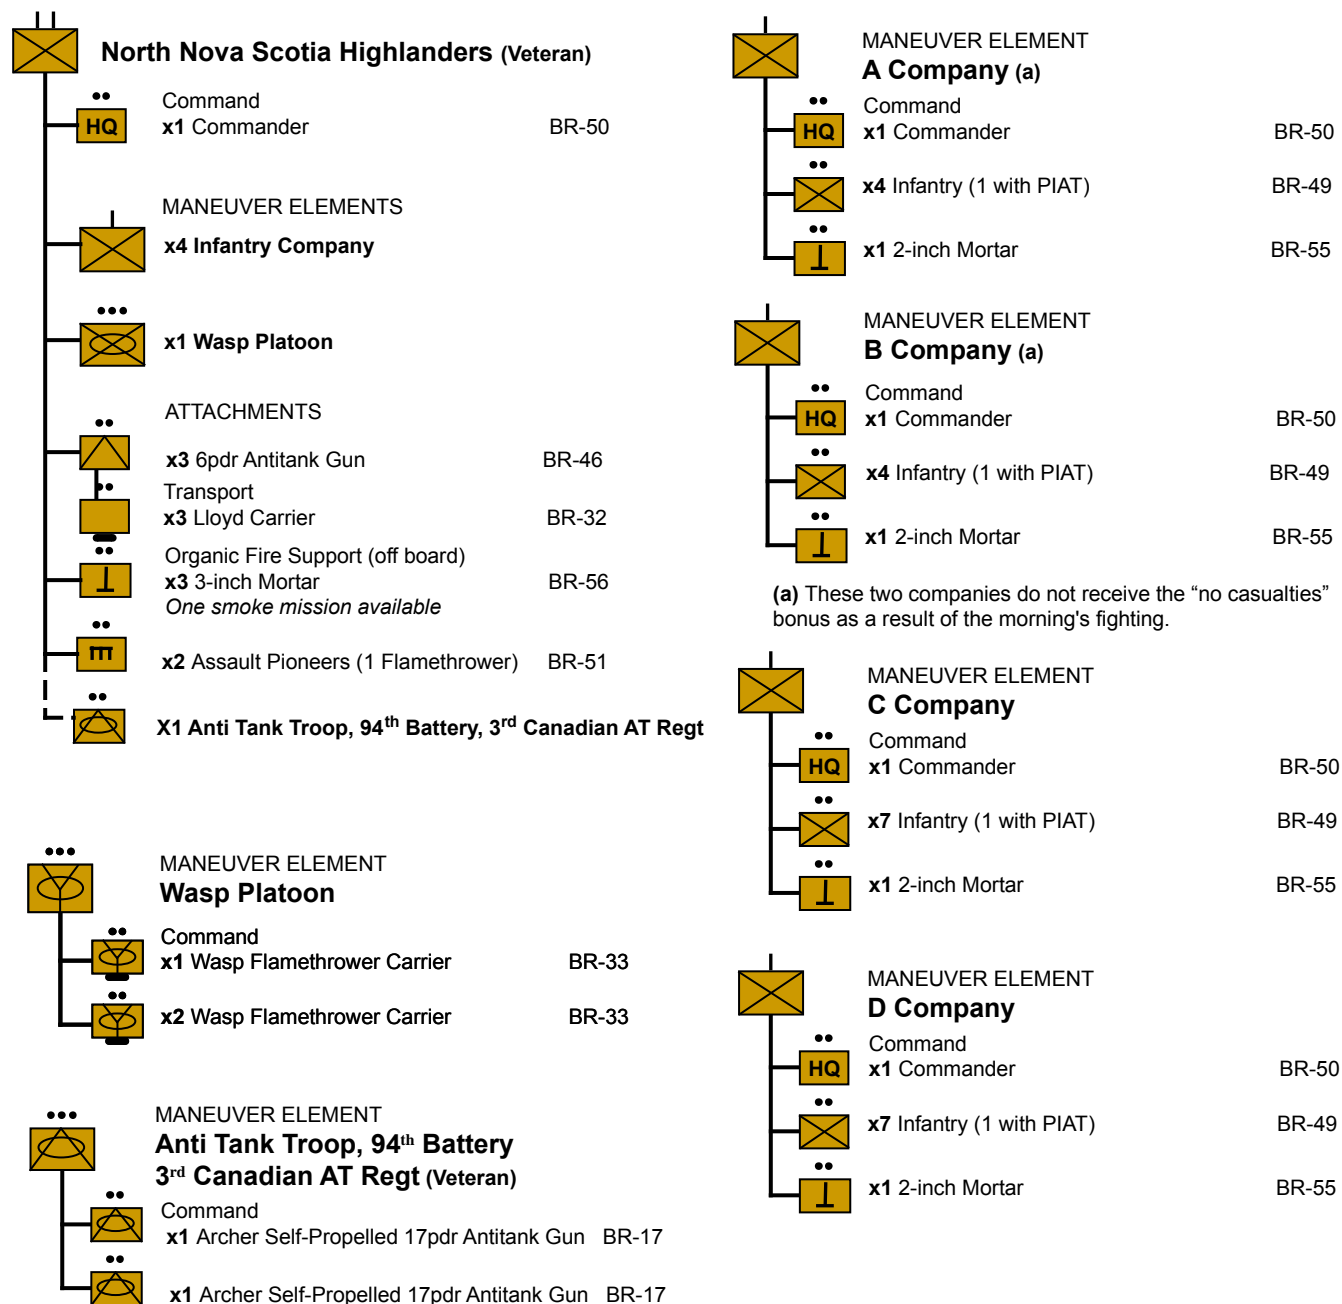 North Nova Scotia Highlanders (Veteran)
Command
HQ x1 Commander BR-50
MANEUVER ELEMENTS
x4 Infantry Company
x1 Wasp Platoon
ATTACHMENTS
x3 6pdr Antitank Gun BR-46
Transport
x3 Lloyd Carrier BR-32
Organic Fire Support (off board)
x3 3-inch Mortar BR-56
One smoke mission available
x2 Assault Pioneers (1 Flamethrower) BR-51
X1 Anti Tank Troop, 94th Battery, 3rd Canadian AT Regt
MANEUVER ELEMENT
Wasp Platoon
Command
x1 Wasp Flamethrower Carrier BR-33
x2 Wasp Flamethrower Carrier BR-33
MANEUVER ELEMENT
Anti Tank Troop, 94th Battery
3rd Canadian AT Regt (Veteran)
Command
x1 Archer Self-Propelled 17pdr Antitank Gun BR-17
x1 Archer Self-Propelled 17pdr Antitank Gun BR-17
MANEUVER ELEMENT
A Company (a)
Command
HQ x1 Commander BR-50
x4 Infantry (1 with PIAT) BR-49
x1 2-inch Mortar BR-55
MANEUVER ELEMENT
B Company (a)
Command
HQ x1 Commander BR-50
x4 Infantry (1 with PIAT) BR-49
x1 2-inch Mortar BR-55
(a) These two companies do not receive the “no casualties”
bonus as a result of the morning's fighting.
MANEUVER ELEMENT
C Company
Command
HQ x1 Commander BR-50
x7 Infantry (1 with PIAT) BR-49
x1 2-inch Mortar BR-55
MANEUVER ELEMENT
D Company
Command
HQ x1 Commander BR-50
x7 Infantry (1 with PIAT) BR-49
x1 2-inch Mortar BR-55